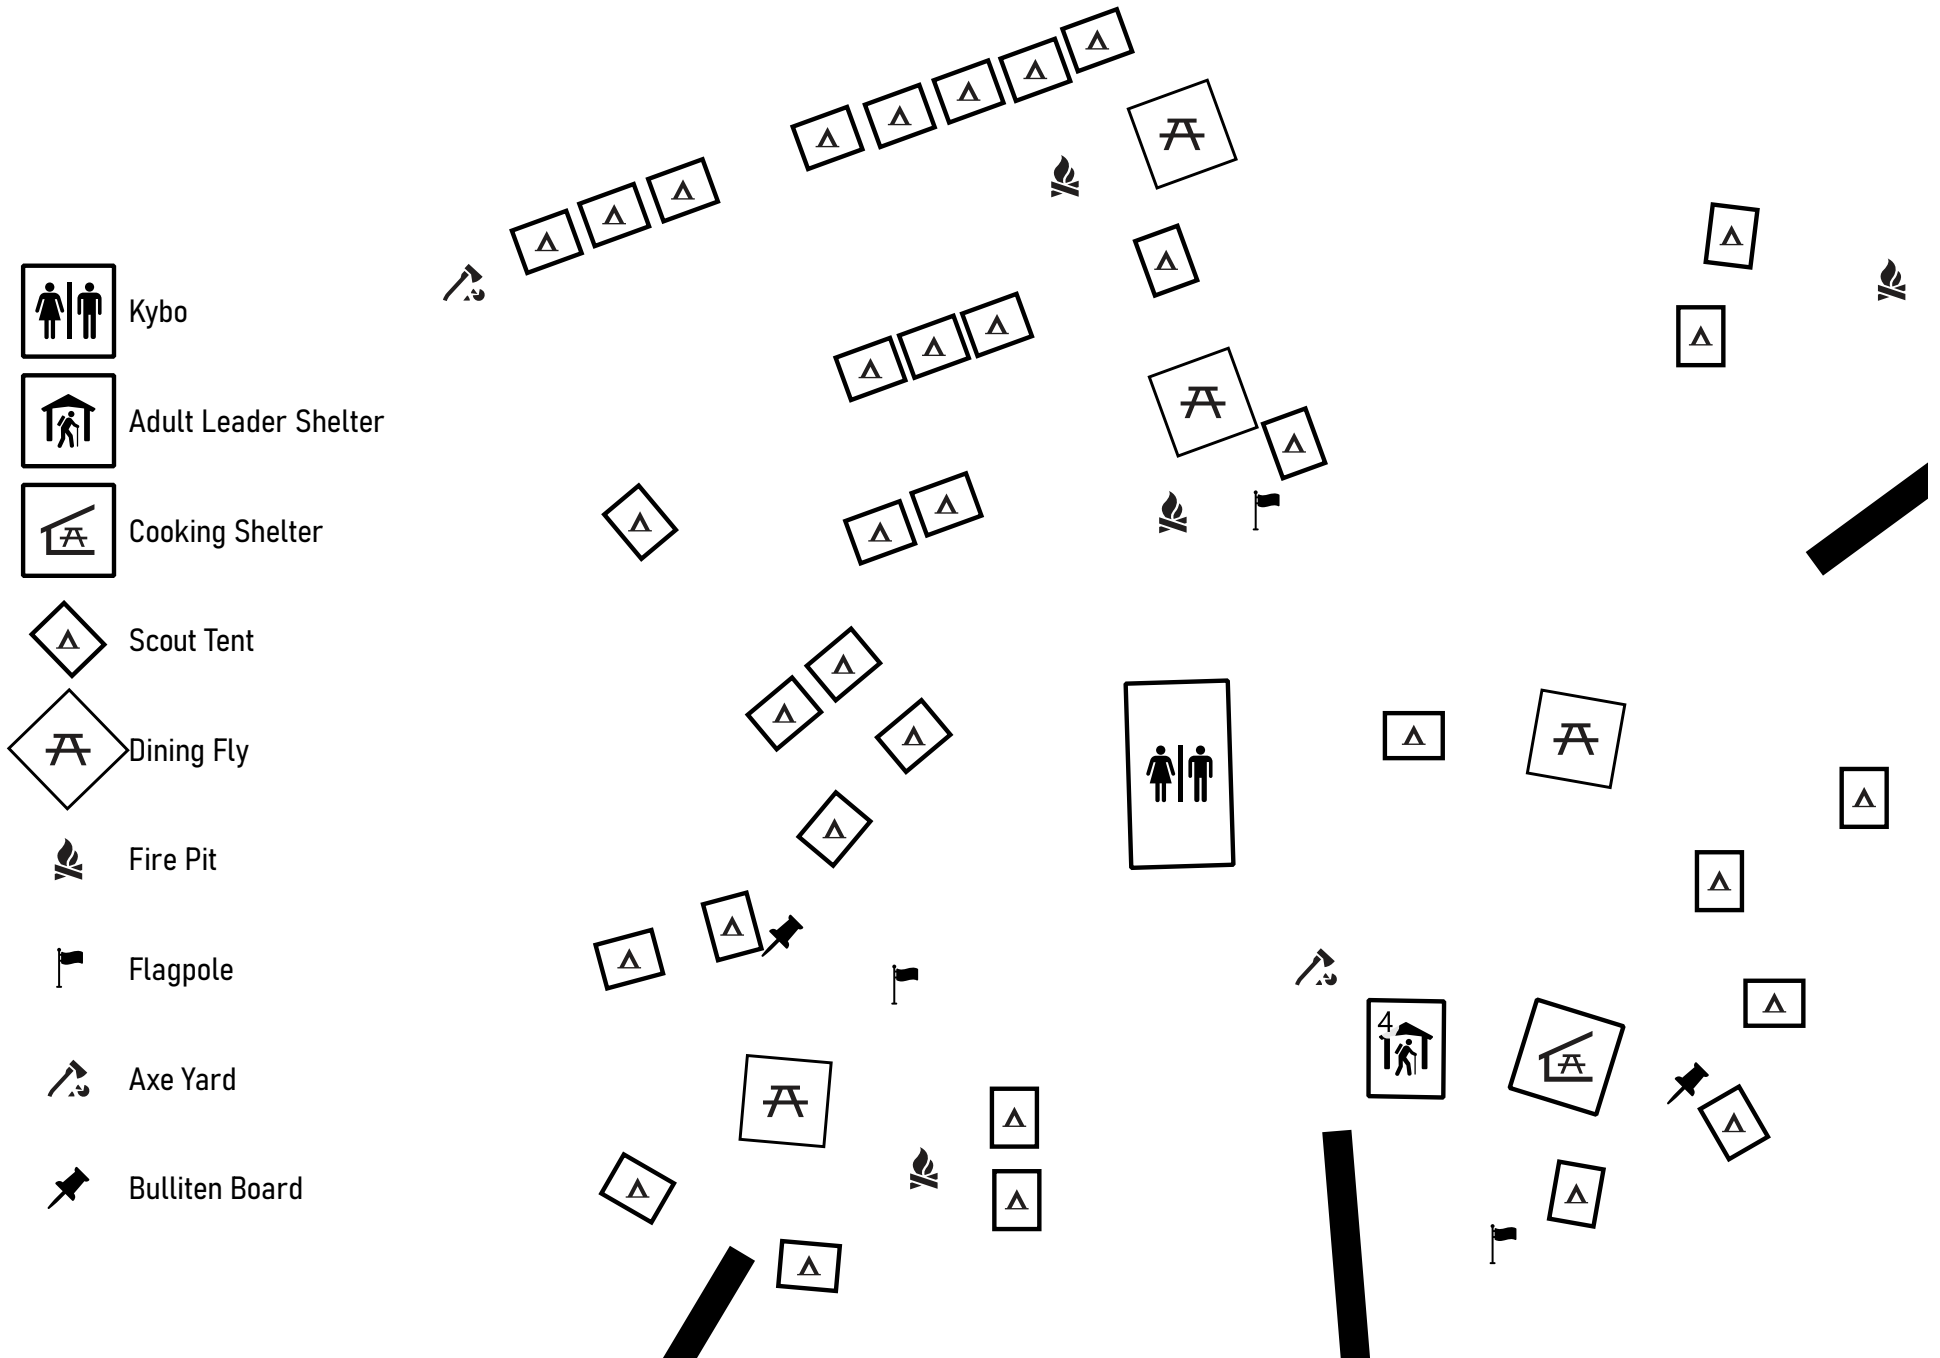 Kybo
Adult Leader Shelter
Cooking Shelter
Scout Tent
Dining Fly
Fire Pit
Flagpole
Axe Yard
Bulliten Board
4